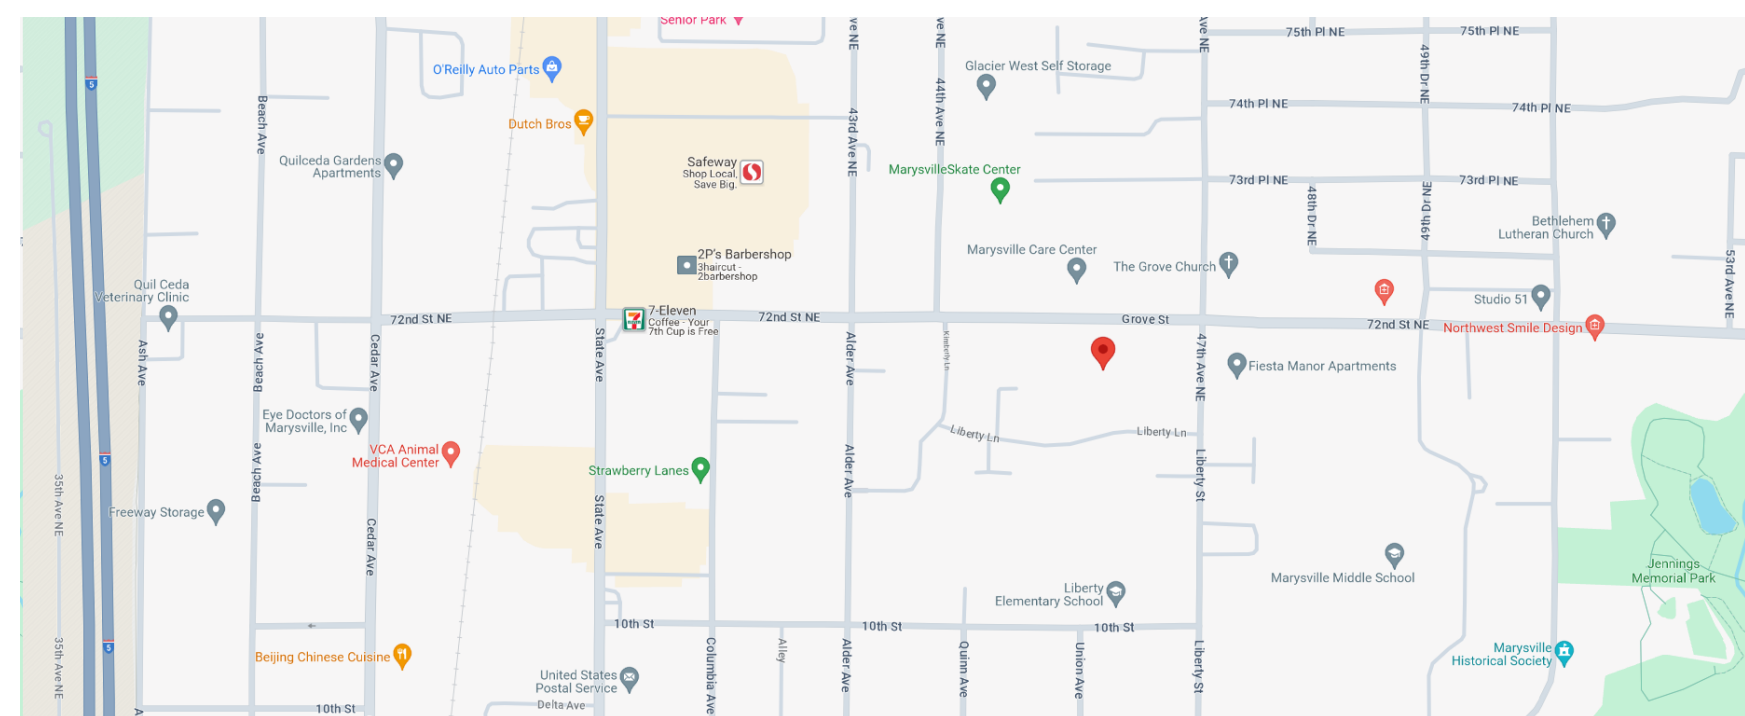 Senior Park
75th Pl NE
75th Pl NE
Ave NE
Ave NE
Ave NE
O'Reilly Auto Parts
Glacier West Self Storage
49th Dr NE
5
74th Pl NE
74th Pl NE
Beach Ave
43rd Ave NE
44th Ave NE
Dutch Bros
Quilceda Gardens
Apartments
Safeway
Shop Local,
Save Big.
MarysvilleSkate Center
73rd Pl NE
73rd Pl NE
48th Dr NE
49th Dr NE
Bethlehem
Lutheran Church
2P's Barbershop
3haircut -
2barbershop
Marysville Care Center
The Grove Church
53rd Ave NE
Quil Ceda
Veterinary Clinic
Studio 51
72nd St NE
7-Eleven
Coffee - Your
7th Cup is Free
72nd St NE
Grove St
72nd St NE
Northwest Smile Design
Ash Ave
Beach Ave
Cedar Ave
State Ave
Alder Ave
Kimberly Ln
47th Ave NE
Fiesta Manor Apartments
Eye Doctors of
Marysville, Inc
Liberty Ln
Liberty Ln
VCA Animal
Medical Center
5
Strawberry Lanes
Beach Ave
Alder Ave
Liberty St
35th Ave NE
Freeway Storage
State Ave
Cedar Ave
Marysville Middle School
Jennings
Memorial Park
Liberty
Elementary School
10th St
10th St
10th St
5
35th Ave NE
Beijing Chinese Cuisine
Columbia Ave
Alley
Alder Ave
Quinn Ave
Union Ave
Liberty St
Marysville
Historical Society
United States
Postal Service
Delta Ave
10th St
A